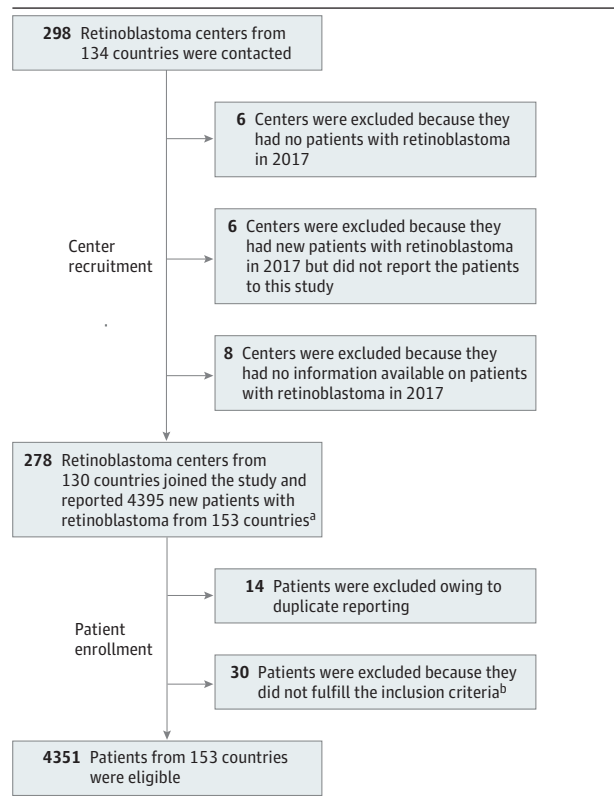 298 Retinoblastoma centers from
134 countries were contacted
6 Centers were excluded because they
had no patients with retinoblastoma
in 2017
Center
recruitment
6 Centers were excluded because they
had new patients with retinoblastoma
in 2017 but did not report the patients
to this study
8 Centers were excluded because they
had no information available on patients
with retinoblastoma in 2017
278 Retinoblastoma centers from
130 countries joined the study and
reported 4395 new patients with
retinoblastoma from 153 countriesa
14 Patients were excluded owing to
duplicate reporting
Patient
enrollment
30 Patients were excluded because they
did not fulfill the inclusion criteriab
4351 Patients from 153 countries
were eligible